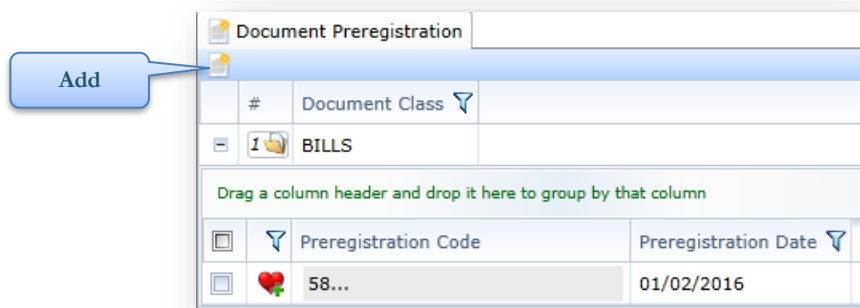 Document Preregistration
Add
# Document Class
1 BILLS
Drag a column header and drop it here to group by that column
Preregistration Code Preregistration Date
58... 01/02/2016